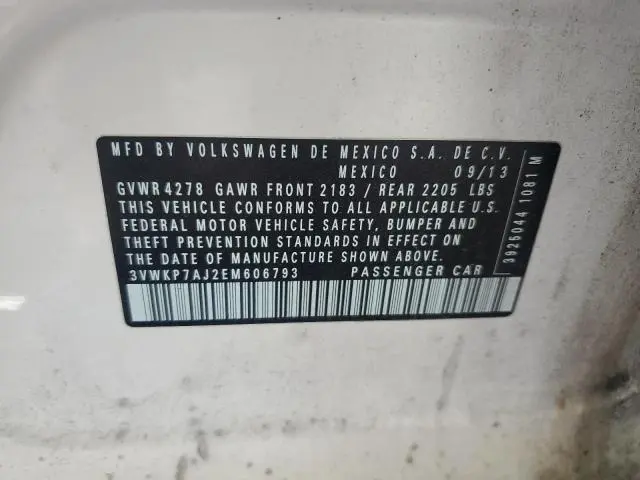 MFD BY VOLKSWAGEN DE MEXICO S.A. DE C.V.
MEXICO 09/13
GVWR 4278 GAWR FRONT 2183 / REAR 2205 LBS
THIS VEHICLE CONFORMS TO ALL APPLICABLE U.S.
FEDERAL MOTOR VEHICLE SAFETY, BUMPER AND
THEFT PREVENTION STANDARDS IN EFFECT ON
THE DATE OF MANUFACTURE SHOWN ABOVE.
3VWKP7AJ2EM606793 PASSENGER CAR
3925044 1081 M